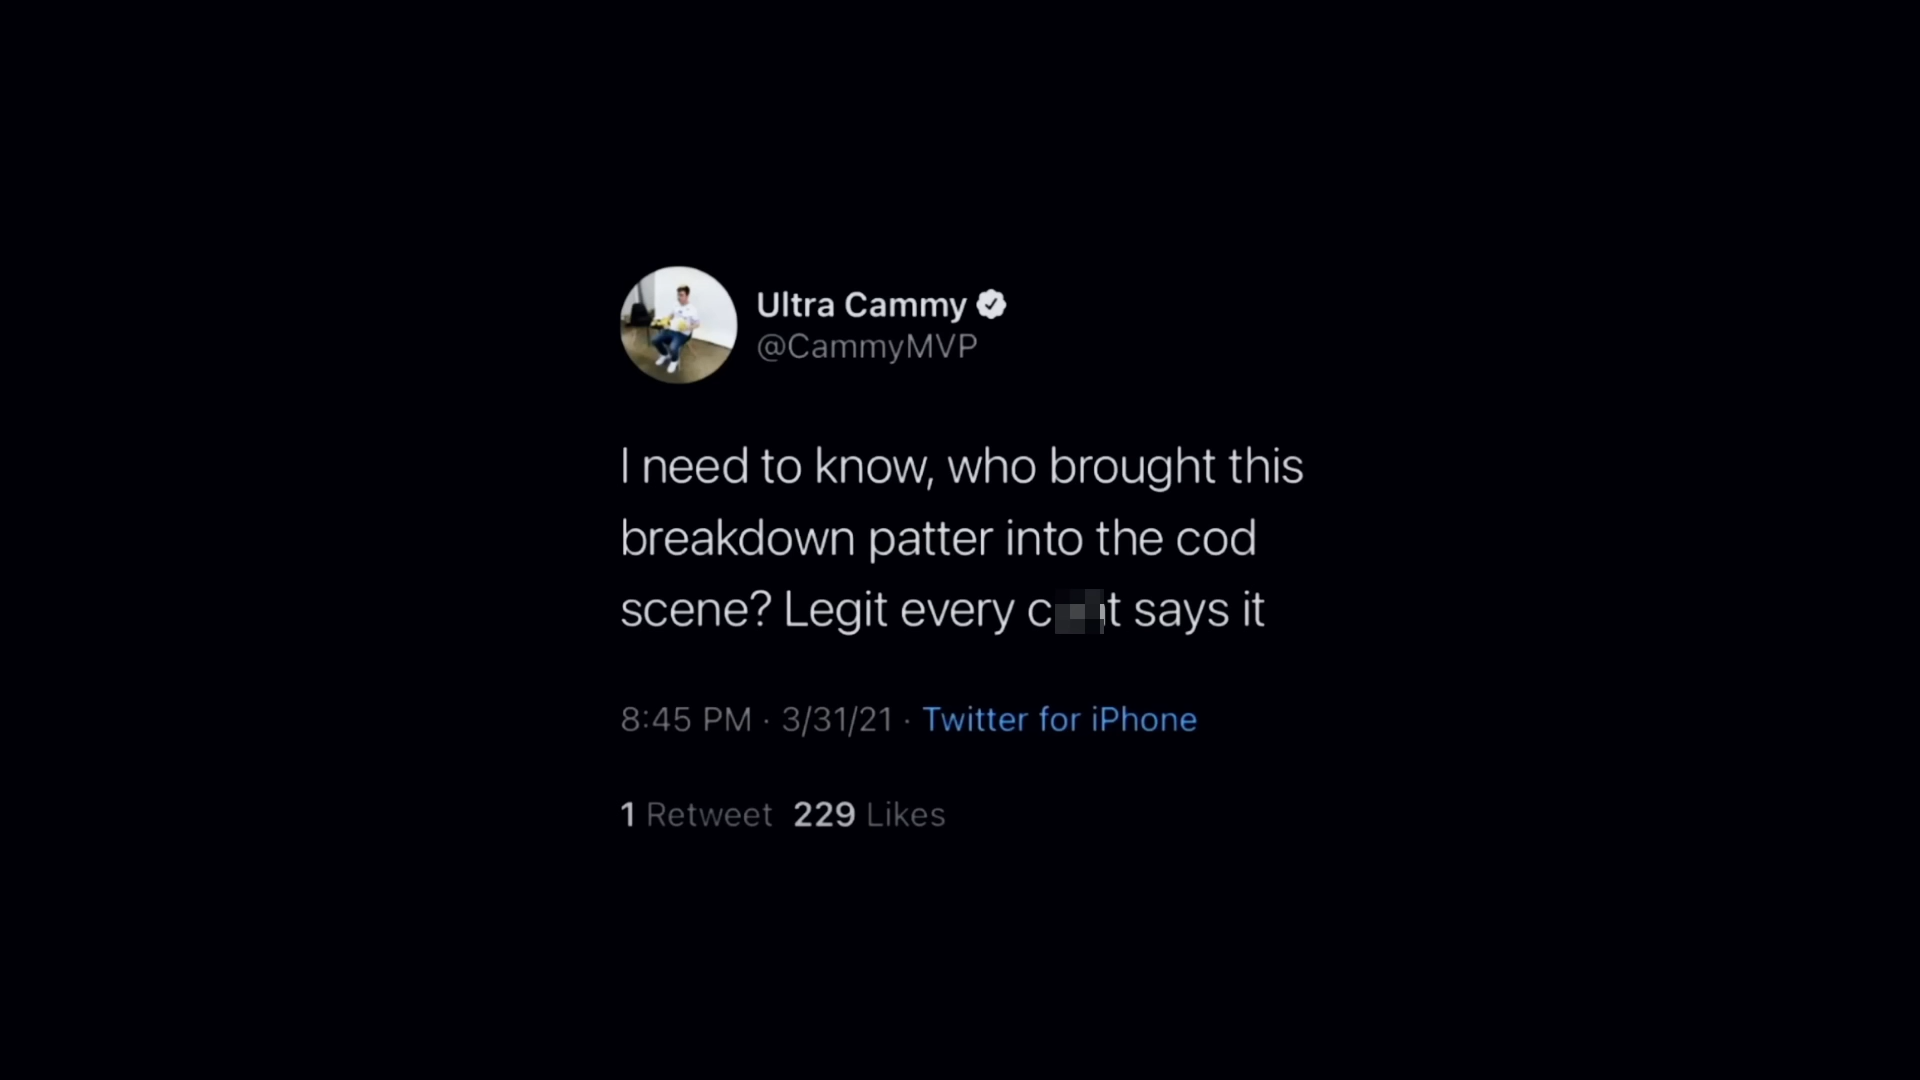 Ultra Cammy
@CammyMVP
I need to know, who brought this
breakdown patter into the cod
scene? Legit every says it
8:45 PM · 3/31/21 · Twitter for iPhone
1 Retweet 229 Likes